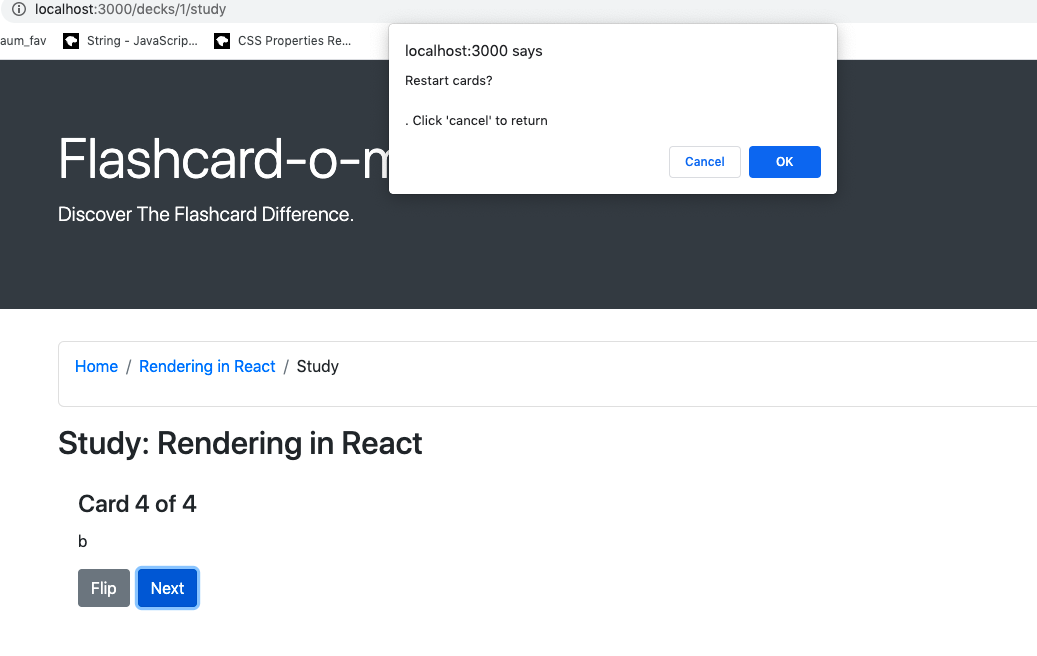 localhost:3000/decks/1/study
aum_fav String - JavaScrip... CSS Properties Re...
localhost:3000 says
Restart cards?
. Click 'cancel' to return
Cancel OK
Flashcard-o-m
Discover The Flashcard Difference.
Home / Rendering in React / Study
Study: Rendering in React
Card 4 of 4
b
Flip Next